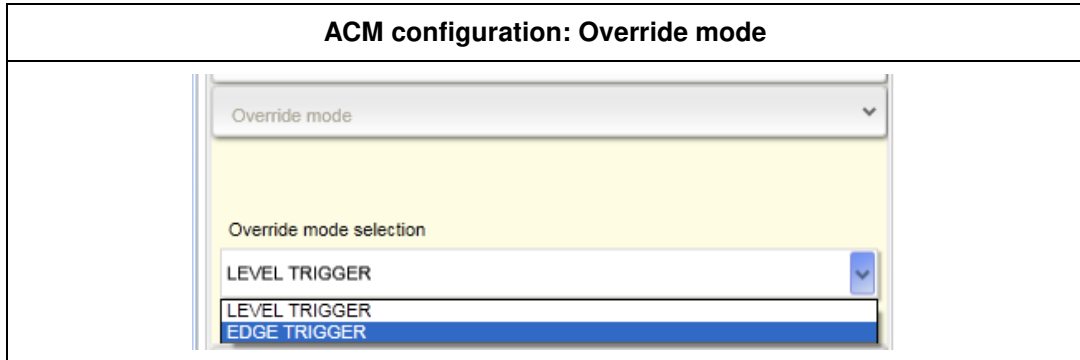 ACM configuration: Override mode
Override mode
Override mode selection
LEVEL TRIGGER
LEVEL TRIGGER
EDGE TRIGGER